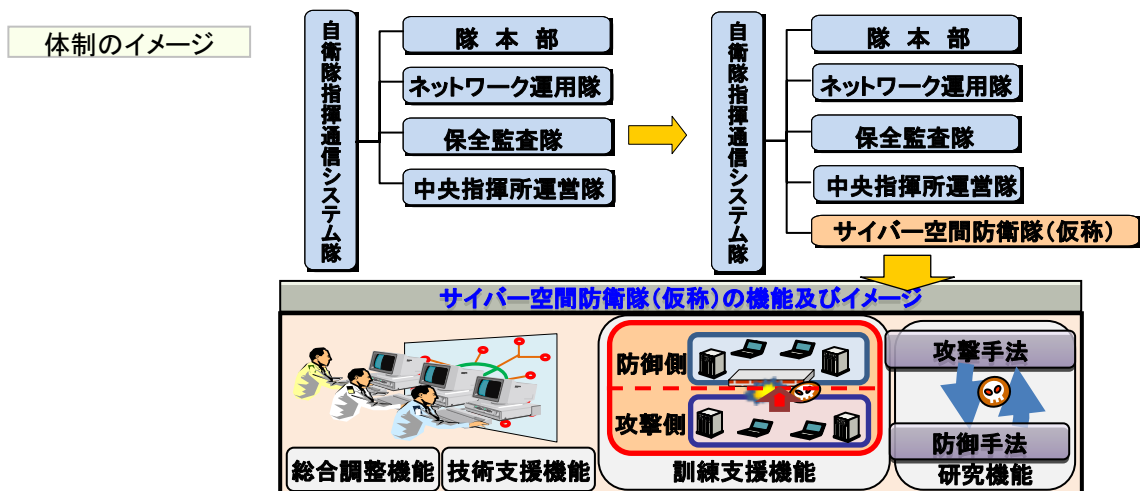 体制のイメージ
自衛隊指揮通信システム隊
隊 本 部
ネットワーク運用隊
保全監査隊
中央指揮所運営隊
自衛隊指揮通信システム隊
隊 本 部
ネットワーク運用隊
保全監査隊
中央指揮所運営隊
サイバー空間防衛隊(仮称)
サイバー空間防衛隊(仮称)の機能及びイメージ
総合調整機能
技術支援機能
防御側
攻撃側
訓練支援機能
攻撃手法
防御手法
研究機能